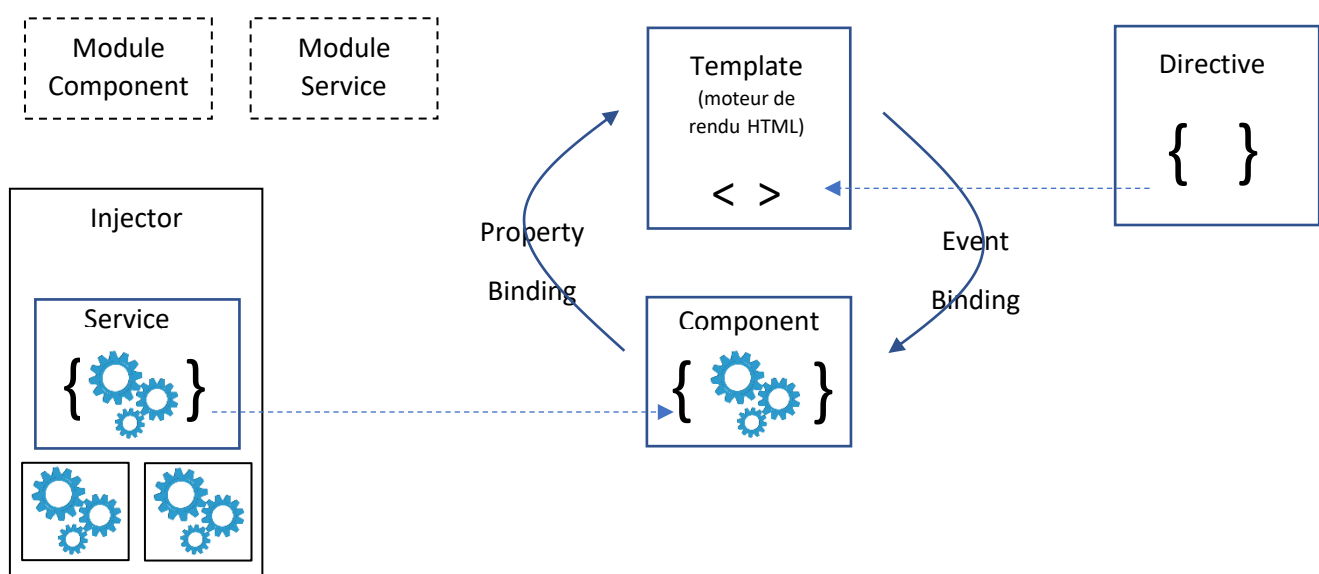 Module
Component
Module
Service
Template
(moteur de
rendu HTML)
< >
Directive
{ }
Injector
Service
{ }
Property
Binding
Event
Binding
Component
{ }